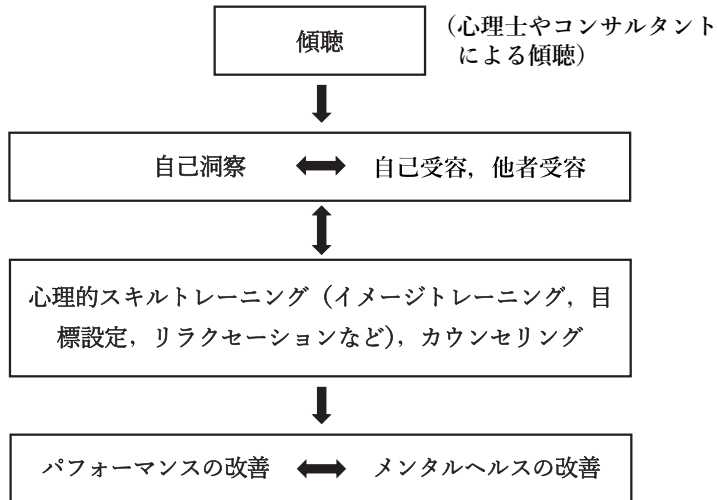 傾聴
(心理士やコンサルタント
による傾聴)
自己洞察 自己受容，他者受容
心理的スキルトレーニング（イメージトレーニング，目
標設定，リラクセーションなど），カウンセリング
パフォーマンスの改善 メンタルヘルスの改善